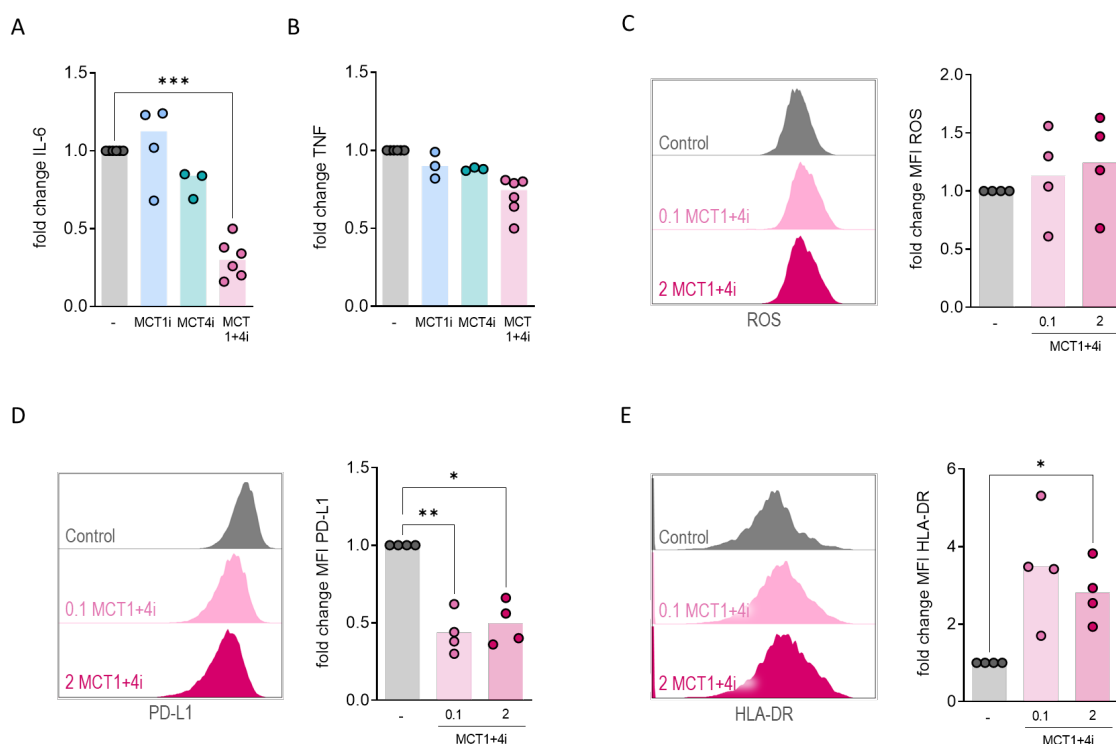 A
fold change IL-6
1.5
1.0
0.5
0.0
***
-
MCT1i
MCT4i
MCT
1+4i
B
fold change TNF
1.5
1.0
0.5
0.0
-
MCT1i
MCT4i
MCT
1+4i
C
Control
0.1 MCT1+4i
2 MCT1+4i
ROS
fold change MFI ROS
2.0
1.5
1.0
0.5
0.0
-
0.1
2
MCT1+4i
D
Control
0.1 MCT1+4i
2 MCT1+4i
PD-L1
fold change MFI PD-L1
1.5
1.0
0.5
0.0
*
**
-
0.1
2
MCT1+4i
E
Control
0.1 MCT1+4i
2 MCT1+4i
HLA-DR
fold change MFI HLA-DR
6
4
2
0
*
-
0.1
2
MCT1+4i